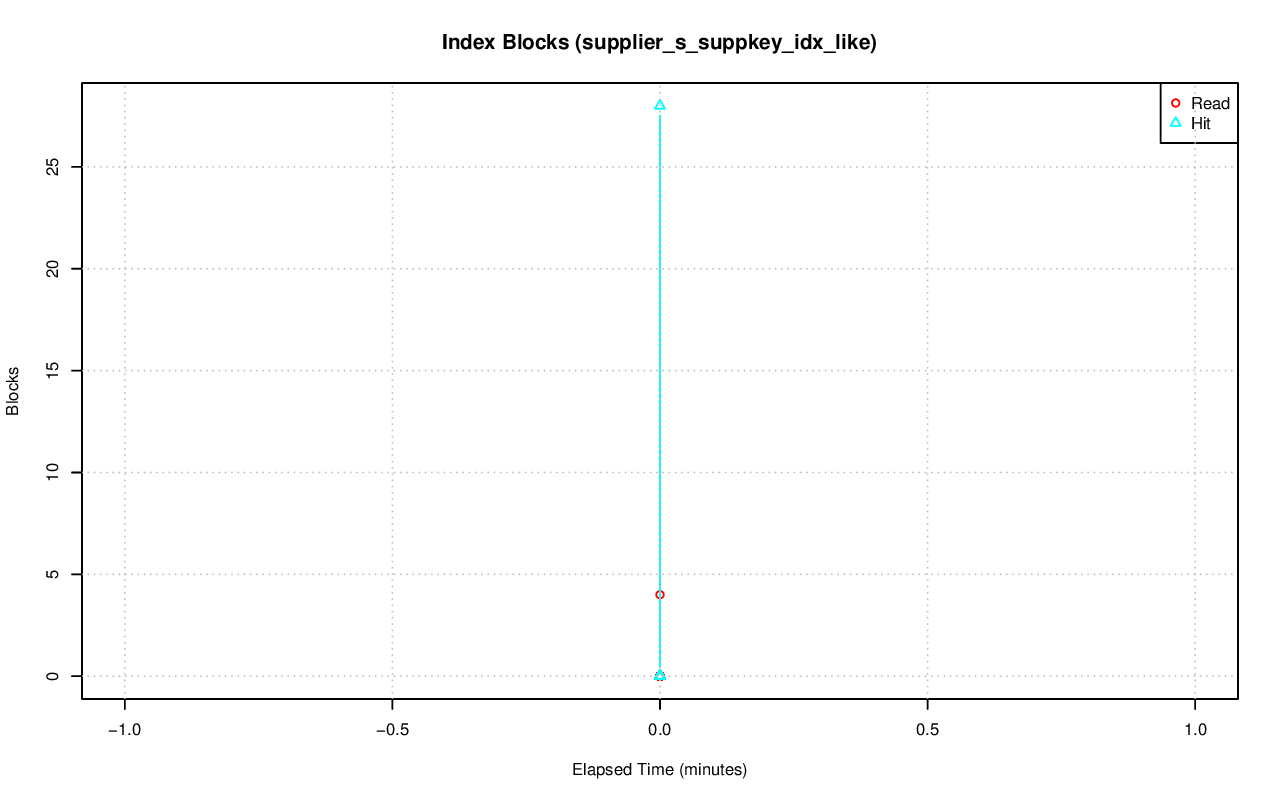 Index Blocks (supplier_s_suppkey_idx_like)
Read
Hit
Blocks
25
20
15
10
5
0
−1.0
−0.5
0.0
0.5
1.0
Elapsed Time (minutes)